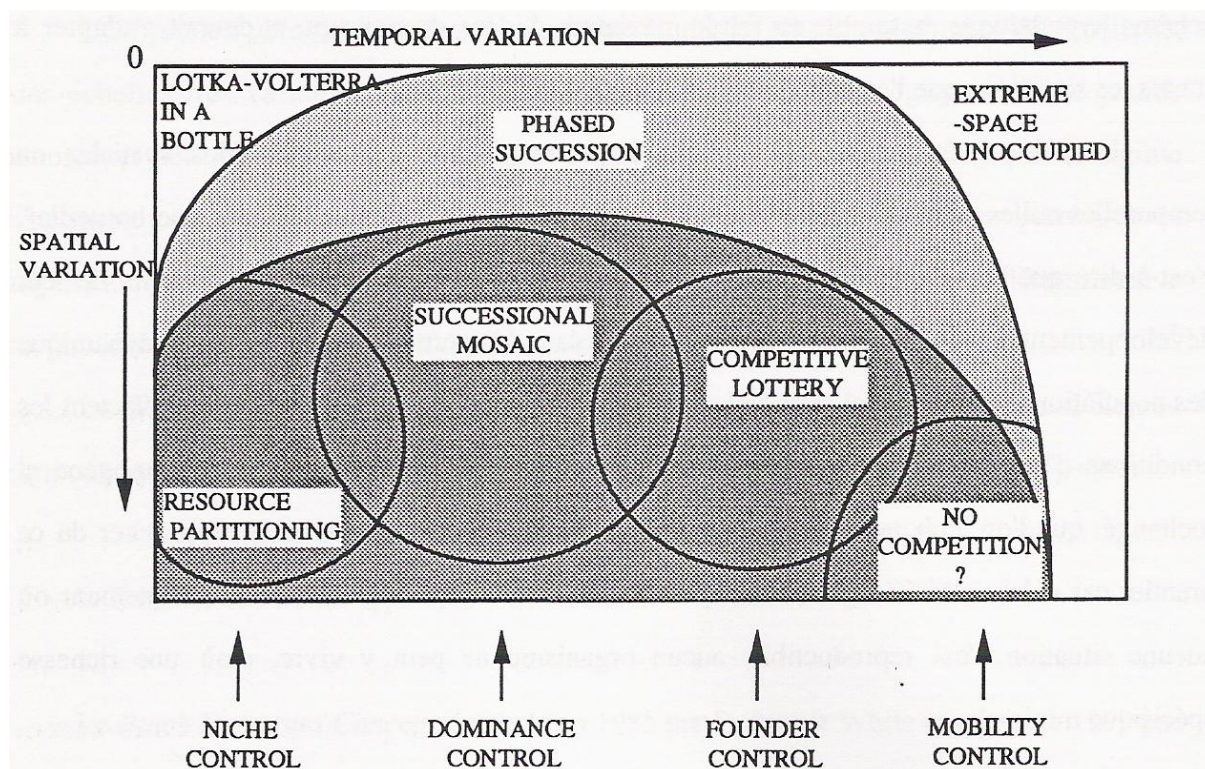 TEMPORAL VARIATION
0
LOTKA-VOLTERRA
IN A
BOTTLE
PHASED
SUCCESSION
EXTREME
-SPACE
UNOCCUPIED
SPATIAL
VARIATION
SUCCESSIONAL
MOSAIC
COMPETITIVE
LOTTERY
RESOURCE
PARTITIONING
NO
COMPETITION
?
NICHE
CONTROL
DOMINANCE
CONTROL
FOUNDER
CONTROL
MOBILITY
CONTROL